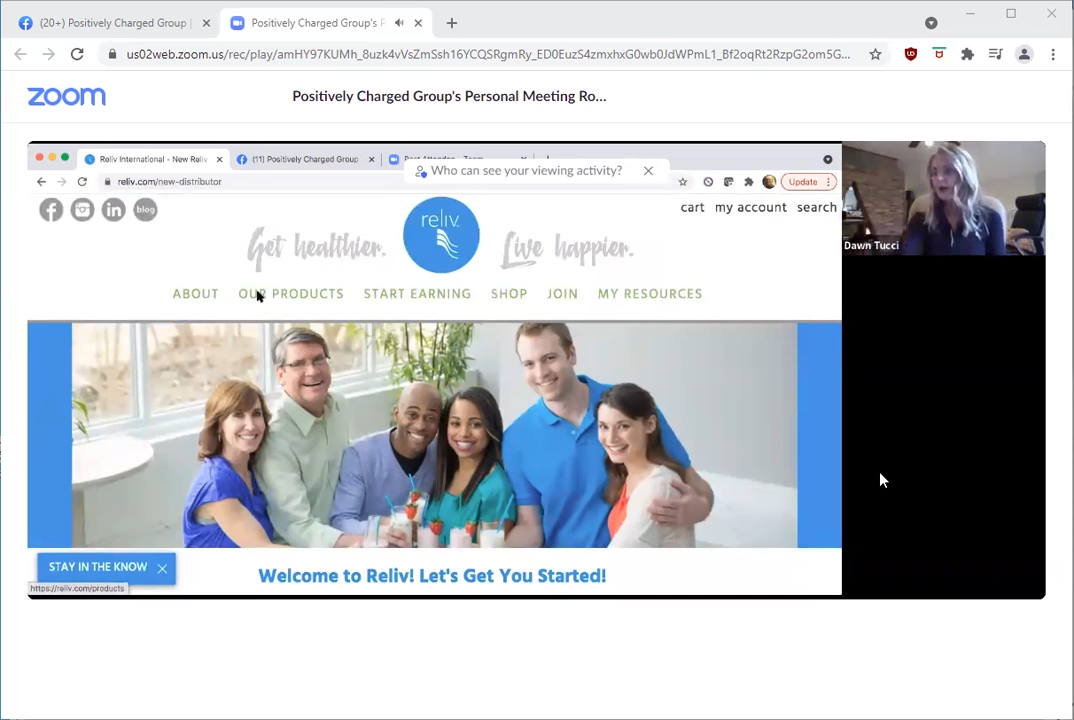 (20+) Positively Charged Group |
Positively Charged Group's P
us02web.zoom.us/rec/play/amHY97KUMh_8uzk4vVsZmSsh16YCQSRgmRy_ED0EuzS4zmxhxG0wb0JdWPmL1_Bf2oqRt2RzpG2om5G...
zoom
Positively Charged Group's Personal Meeting Ro...
Reliv International - New Reliv
(11) Positively Charged Group
Who can see your viewing activity?
reliv.com/new-distributor
Update
blog
cart my account search
Get healthier.
reliv
Live happier.
ABOUT OUR PRODUCTS START EARNING SHOP JOIN MY RESOURCES
Dawn Tucci
STAY IN THE KNOW
Welcome to Reliv! Let's Get You Started!
https://reliv.com/products